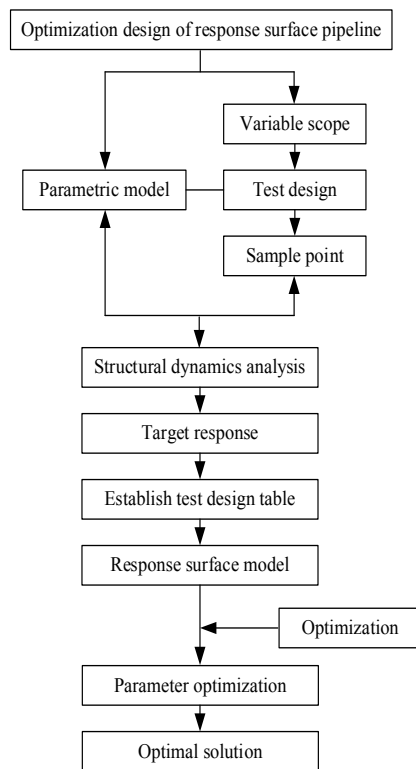 Optimization design of response surface pipeline
Variable scope
Parametric model
Test design
Sample point
Structural dynamics analysis
Target response
Establish test design table
Response surface model
Optimization
Parameter optimization
Optimal solution